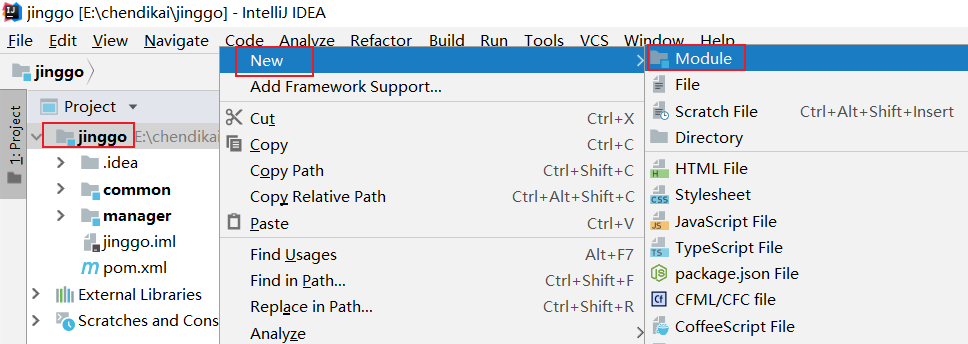 jinggo [E:\chendikai\jinggo] - IntelliJ IDEA
File Edit View Navigate Code Analyze Refactor Build Run Tools VCS Window Help
jinggo
1: Project
Project
jinggo E:\chendikai
.idea
common
manager
jinggo.iml
pom.xml
External Libraries
Scratches and Cons
New
Add Framework Support...
Cut Ctrl+X
Copy Ctrl+C
Copy Path Ctrl+Shift+C
Copy Relative Path Ctrl+Alt+Shift+C
Paste Ctrl+V
Find Usages Alt+F7
Find in Path... Ctrl+Shift+F
Replace in Path... Ctrl+Shift+R
Analyze
Module
File
Scratch File Ctrl+Alt+Shift+Insert
Directory
HTML File
Stylesheet
JavaScript File
TypeScript File
package.json File
CFML/CFC file
CoffeeScript File